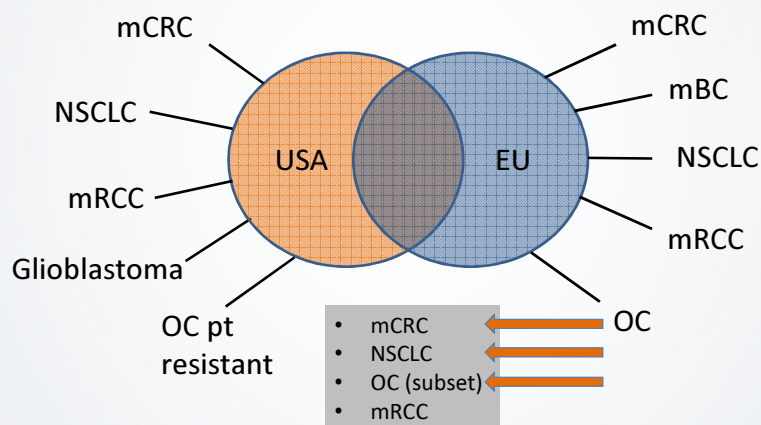 mCRC
NSCLC
mRCC
Glioblastoma
OC pt
resistant
USA
EU
mCRC
mBC
NSCLC
mRCC
OC
• mCRC
• NSCLC
• OC (subset)
• mRCC